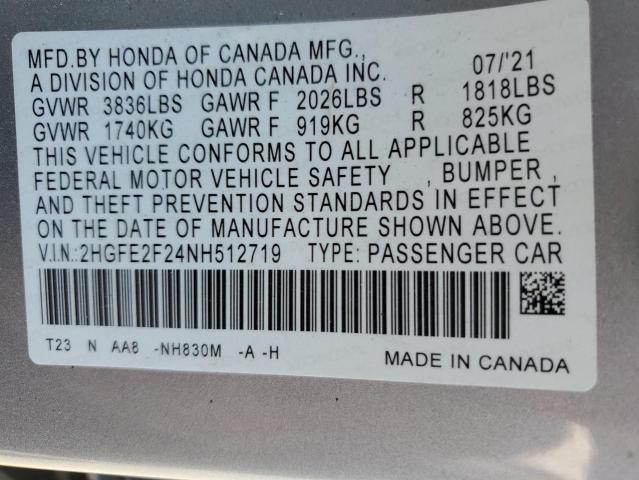 MFD.BY HONDA OF CANADA MFG.,
A DIVISION OF HONDA CANADA INC. 07/'21
GVWR 3836LBS GAWR F 2026LBS R 1818LBS
GVWR 1740KG GAWR F 919KG R 825KG
THIS VEHICLE CONFORMS TO ALL APPLICABLE
FEDERAL MOTOR VEHICLE SAFETY , BUMPER ,
AND THEFT PREVENTION STANDARDS IN EFFECT
ON THE DATE OF MANUFACTURE SHOWN ABOVE.
V.I.N.:2HGFE2F24NH512719 TYPE: PASSENGER CAR
T23 N AA8 -NH830M -A -H
MADE IN CANADA